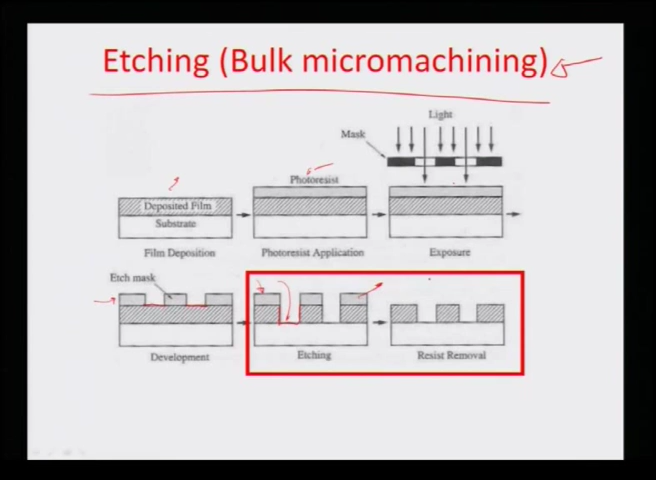 Etching (Bulk micromachining)
Light
Mask
Photoresist
Deposited Film
Substrate
Film Deposition
Photoresist Application
Exposure
Etch mask
Development
Etching
Resist Removal